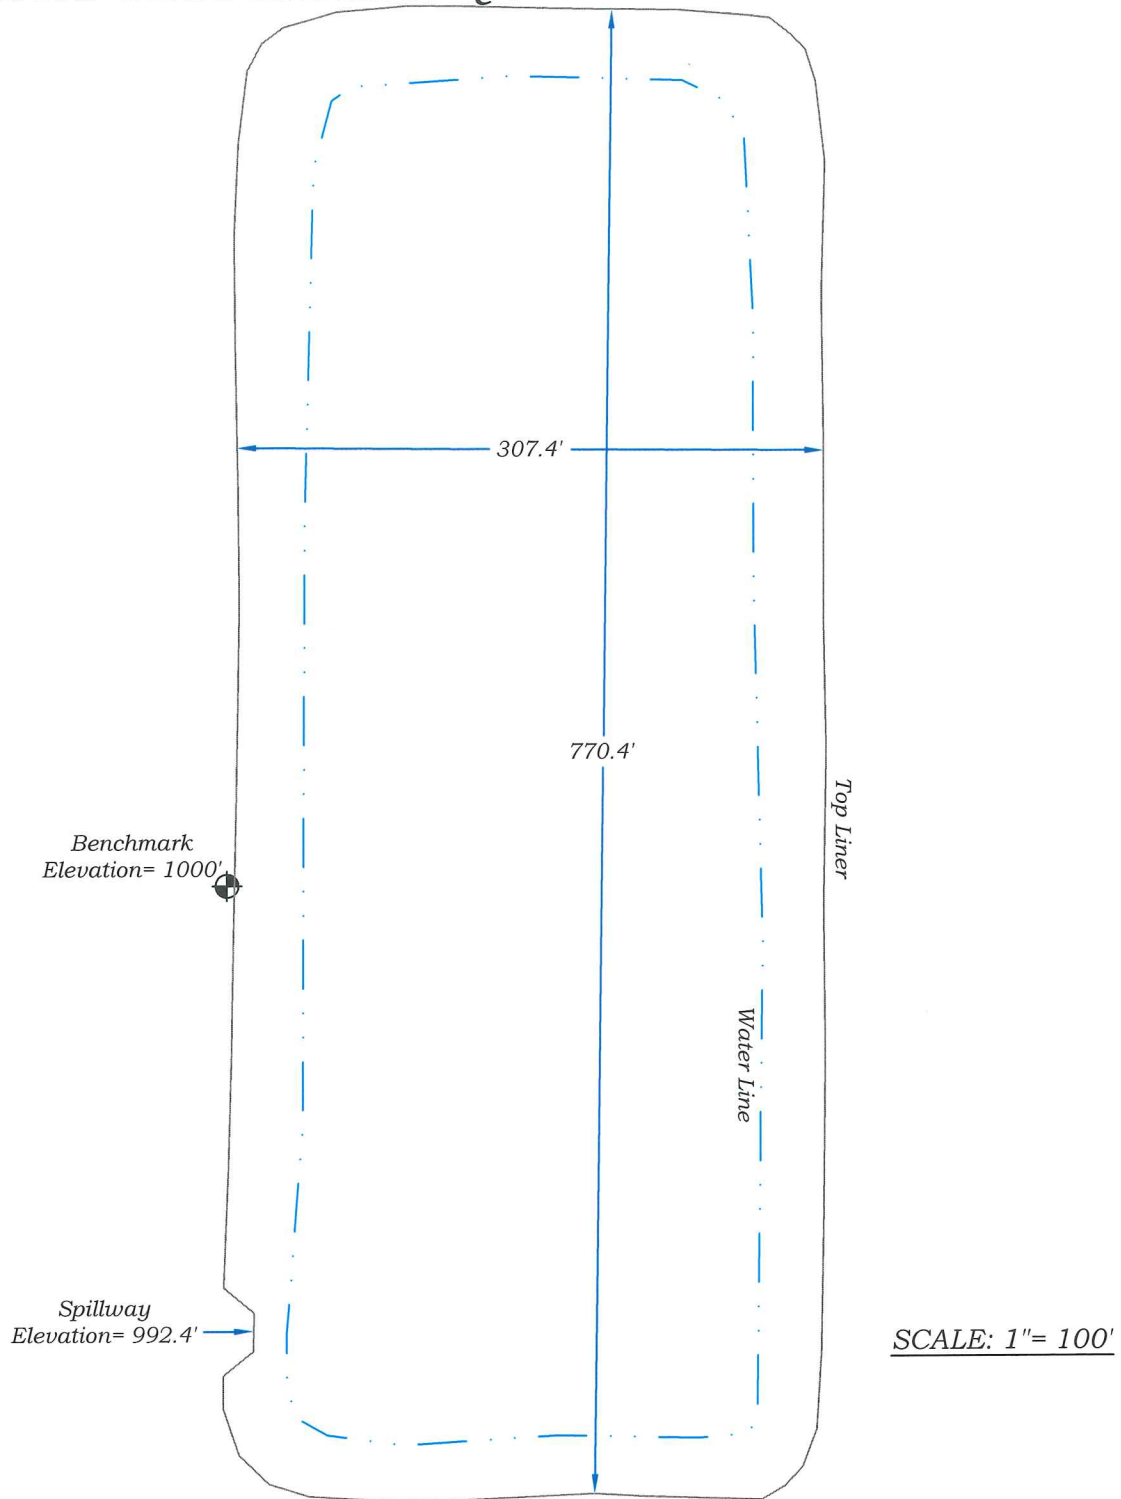 307.4'
770.4'
Top Liner
Benchmark
Elevation= 1000'
Water Line
Spillway
Elevation= 992.4'
SCALE: 1"= 100'